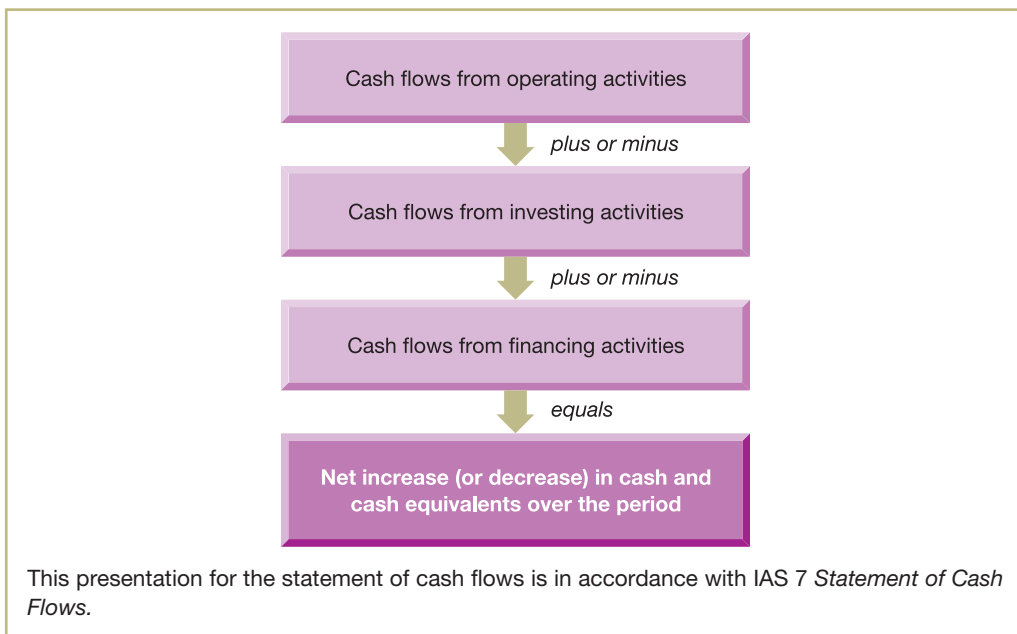 Cash flows from operating activities
plus or minus
Cash flows from investing activities
plus or minus
Cash flows from financing activities
equals
Net increase (or decrease) in cash and
cash equivalents over the period
This presentation for the statement of cash flows is in accordance with IAS 7 Statement of Cash
Flows.